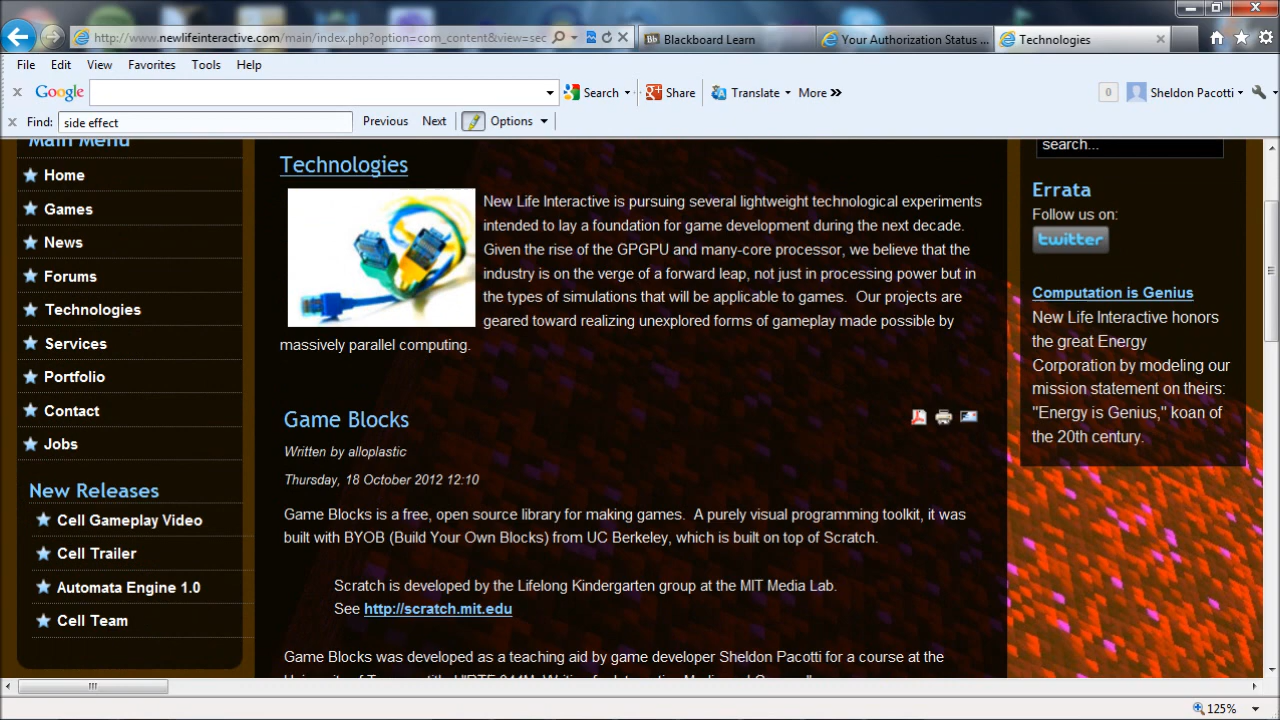 http://www.newlifeinteractive.com/main/index.php?option=com_content&view=sec
Blackboard Learn
Your Authorization Status ...
Technologies
File Edit View Favorites Tools Help
Google
Search
Share
Translate
More
0
Sheldon Pacotti
Find: side effect
Previous Next
Options
Main Menu
Home
Games
News
Forums
Technologies
Services
Portfolio
Contact
Jobs
New Releases
Cell Gameplay Video
Cell Trailer
Automata Engine 1.0
Cell Team
Technologies
New Life Interactive is pursuing several lightweight technological experiments
intended to lay a foundation for game development during the next decade.
Given the rise of the GPGPU and many-core processor, we believe that the
industry is on the verge of a forward leap, not just in processing power but in
the types of simulations that will be applicable to games.  Our projects are
geared toward realizing unexplored forms of gameplay made possible by
massively parallel computing.
Game Blocks
Written by alloplastic
Thursday, 18 October 2012 12:10
Game Blocks is a free, open source library for making games.  A purely visual programming toolkit, it was
built with BYOB (Build Your Own Blocks) from UC Berkeley, which is built on top of Scratch.
Scratch is developed by the Lifelong Kindergarten group at the MIT Media Lab.
See http://scratch.mit.edu
Game Blocks was developed as a teaching aid by game developer Sheldon Pacotti for a course at the
search...
Errata
Follow us on:
twitter
Computation is Genius
New Life Interactive honors
the great Energy
Corporation by modeling our
mission statement on theirs:
"Energy is Genius," koan of
the 20th century.
125%